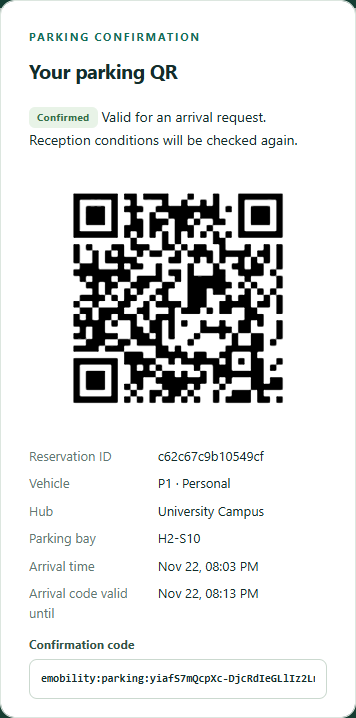 PARKING CONFIRMATION
Your parking QR
Confirmed Valid for an arrival request.
Reception conditions will be checked again.
Reservation ID c62c67c9b10549cf
Vehicle P1 · Personal
Hub University Campus
Parking bay H2-S10
Arrival time Nov 22, 08:03 PM
Arrival code valid until Nov 22, 08:13 PM
Confirmation code
emobility:parking:yiafS7mQcpXc-DjcRdIeGLlIz2L